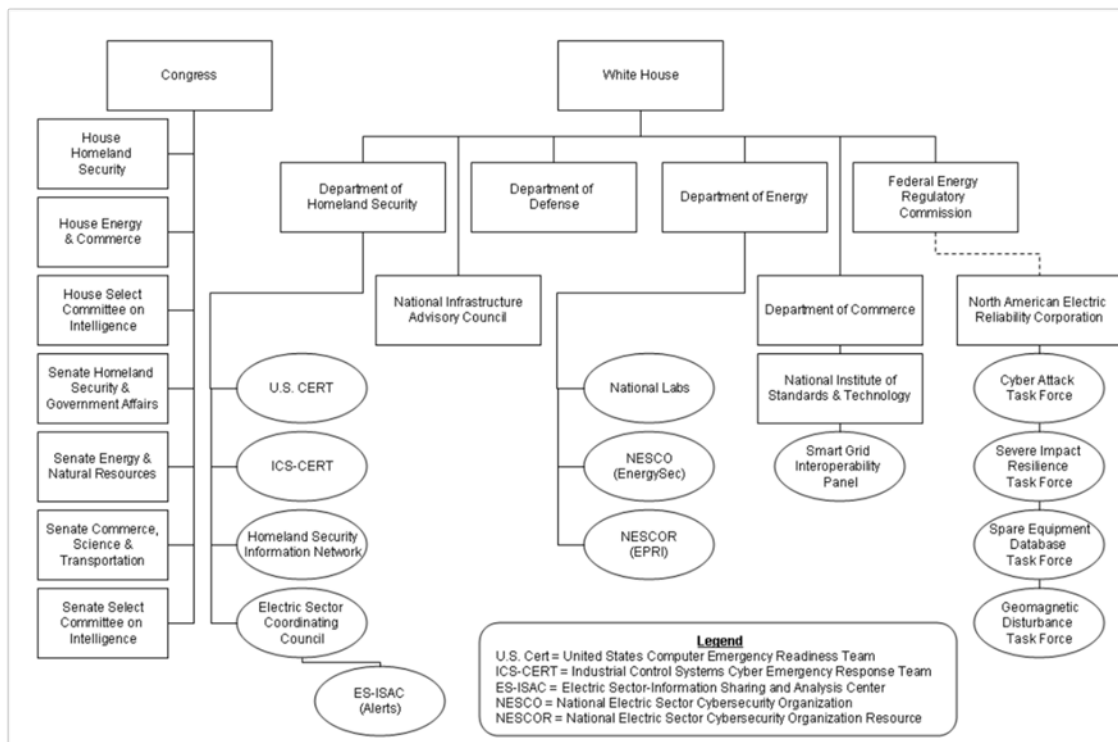 Congress
White House
House
Homeland
Security
House Energy
& Commerce
House Select
Committee on
Intelligence
Senate Homeland
Security &
Government Affairs
Senate Energy &
Natural Resources
Senate Commerce,
Science &
Transportation
Senate Select
Committee on
Intelligence
Department of
Homeland Security
Department of
Defense
Department of Energy
Federal Energy
Regulatory
Commission
National Infrastructure
Advisory Council
Department of Commerce
North American Electric
Reliability Corporation
U.S. CERT
ICS-CERT
Homeland Security
Information Network
Electric Sector
Coordinating
Council
ES-ISAC
(Alerts)
National Labs
NESCO
(EnergySec)
NESCOR
(EPRI)
National Institute of
Standards & Technology
Smart Grid
Interoperability
Panel
Cyber Attack
Task Force
Severe Impact
Resilience
Task Force
Spare Equipment
Database
Task Force
Geomagnetic
Disturbance
Task Force
Legend
U.S. Cert = United States Computer Emergency Readiness Team
ICS-CERT = Industrial Control Systems Cyber Emergency Response Team
ES-ISAC = Electric Sector-Information Sharing and Analysis Center
NESCO = National Electric Sector Cybersecurity Organization
NESCOR = National Electric Sector Cybersecurity Organization Resource